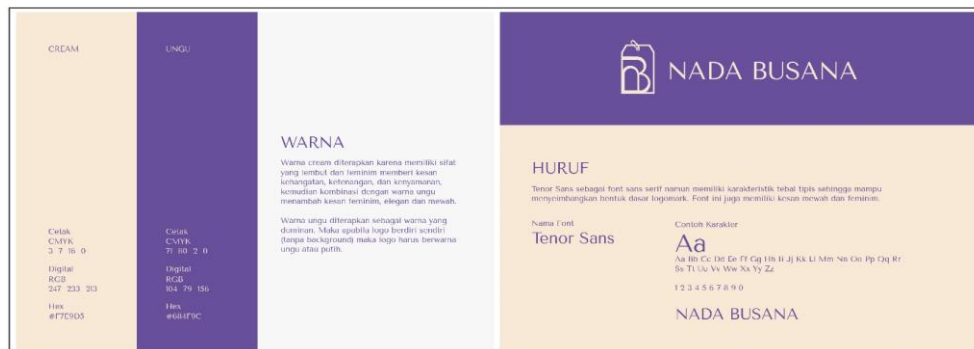 CREAM
Cetak
CMYK
3 7 16 0
Digital
RGB
247 233 213
Hex
#F7E9D5
UNGU
Cetak
CMYK
71 80 2 0
Digital
RGB
104 79 156
Hex
#684F9C
WARNA
Warna cream diterapkan karena memiliki sifat
yang lembut dan feminim memberi kesan
kehangatan, ketenangan, dan kenyamanan,
kemudian kombinasi dengan warna ungu
menambah kesan feminim, elegan dan mewah.
Warna ungu diterapkan sebagai warna yang
dominan. Maka apabila logo berdiri sendiri
(tanpa background) maka logo harus berwarna
ungu atau putih.
NADA BUSANA
HURUF
Tenor Sans sebagai font sans serif namun memiliki karakteristik tebal tipis sehingga mampu
menyeimbangkan bentuk dasar logomark. Font ini juga memiliki kesan mewah dan feminim.
Nama Font
Tenor Sans
Contoh Karakter
Aa
Aa Bb Cc Dd Ee Ff Gg Hh Ii Jj Kk Ll Mm Nn Oo Pp Qq Rr
Ss Tt Uu Vv Ww Xx Yy Zz
1 2 3 4 5 6 7 8 9 0
NADA BUSANA